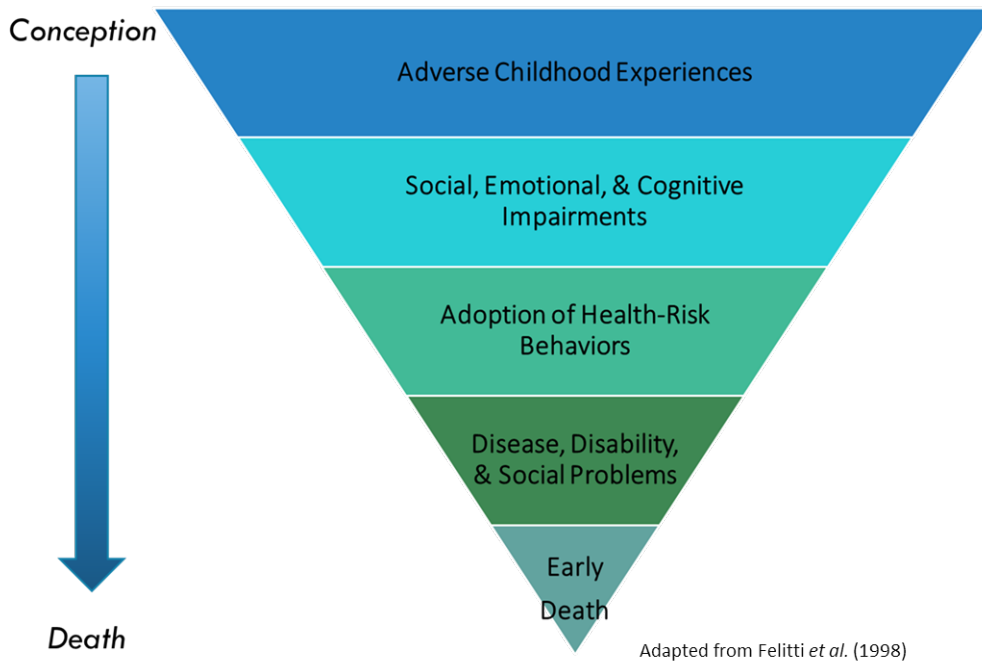 Conception
Adverse Childhood Experiences
Social, Emotional, & Cognitive
Impairments
Adoption of Health-Risk
Behaviors
Disease, Disability,
& Social Problems
Early
Death
Death
Adapted from Felitti et al. (1998)